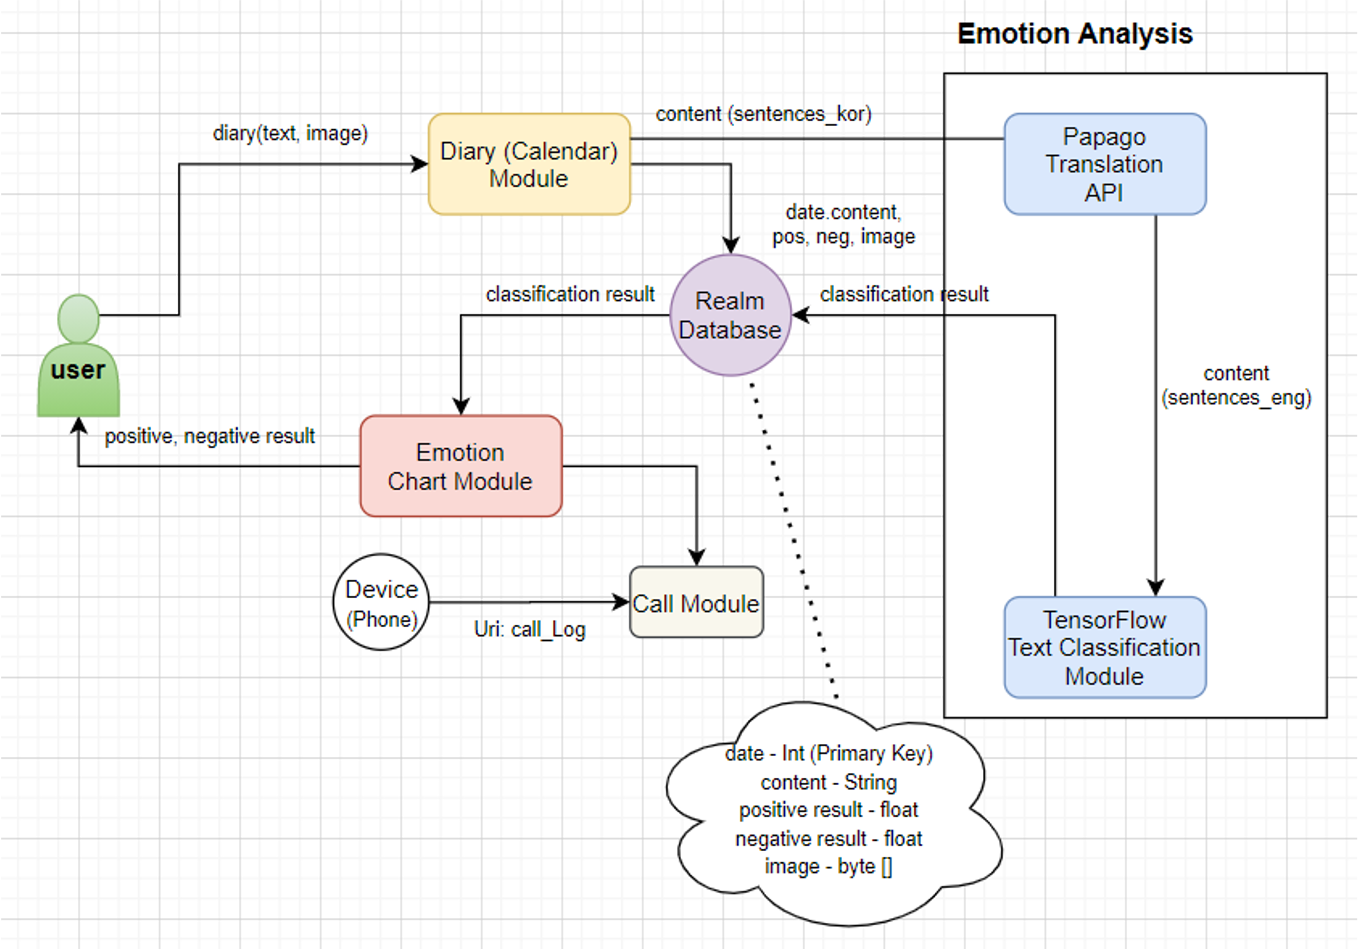 Emotion Analysis
diary(text, image)
Diary (Calendar)
Module
content (sentences_kor)
Papago
Translation
API
date.content,
pos, neg, image
classification result
Realm
Database
classification result
user
content
(sentences_eng)
positive, negative result
Emotion
Chart Module
Device
(Phone)
Uri: call_Log
Call Module
TensorFlow
Text Classification
Module
date - Int (Primary Key)
content - String
positive result - float
negative result - float
image - byte []